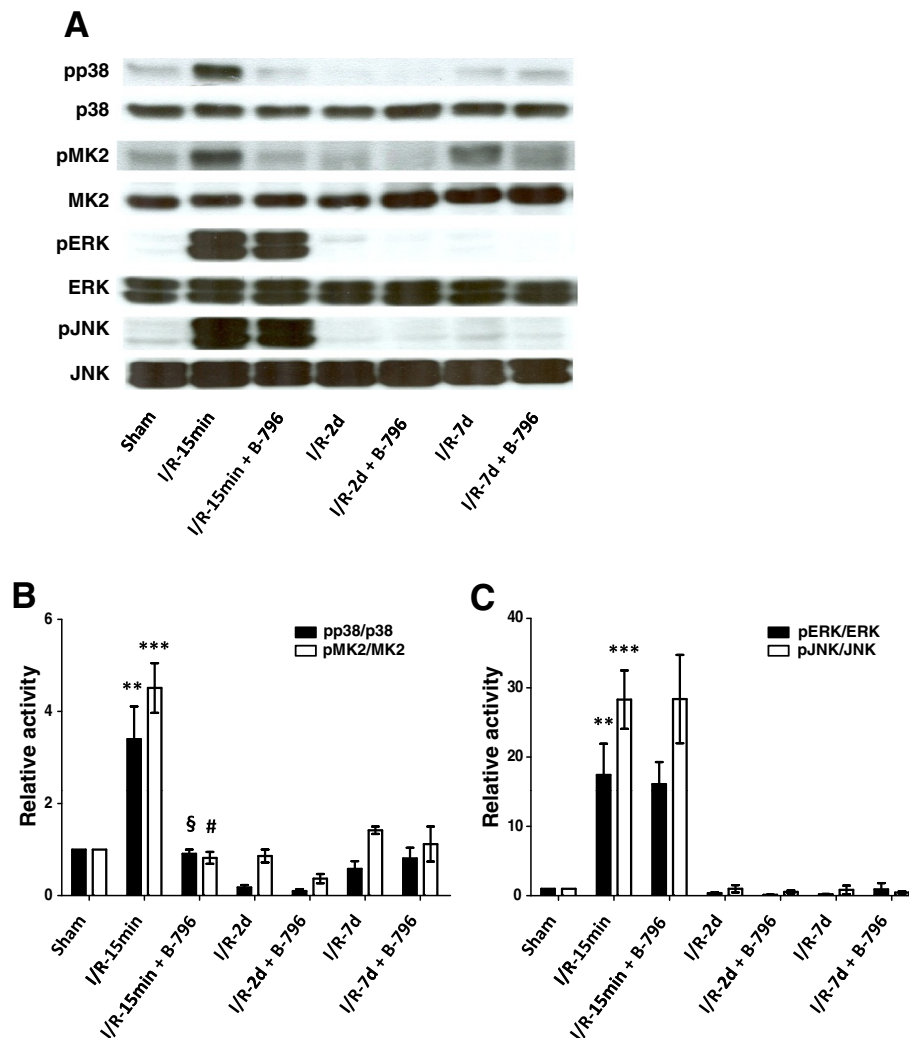 A
pp38
p38
pMK2
MK2
pERK
ERK
pJNK
JNK
Sham
I/R-15min
I/R-15min + B-796
I/R-2d
I/R-2d + B-796
I/R-7d
I/R-7d + B-796
B
6
4
2
0
Relative activity
pp38/p38
pMK2/MK2
**
***
§
#
Sham
I/R-15min
I/R-15min + B-796
I/R-2d
I/R-2d + B-796
I/R-7d
I/R-7d + B-796
C
40
30
20
10
0
Relative activity
pERK/ERK
pJNK/JNK
**
***
Sham
I/R-15min
I/R-15min + B-796
I/R-2d
I/R-2d + B-796
I/R-7d
I/R-7d + B-796